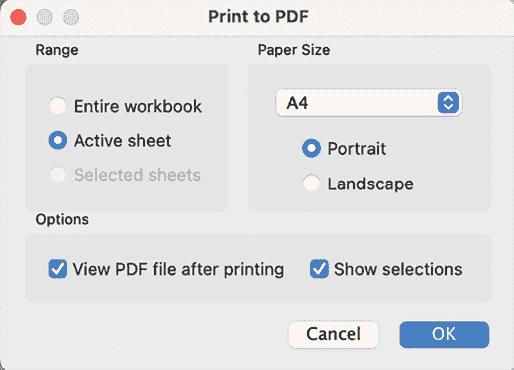 Print to PDF
Range
Entire workbook
Active sheet
Selected sheets
Paper Size
A4
Portrait
Landscape
Options
View PDF file after printing
Show selections
Cancel
OK